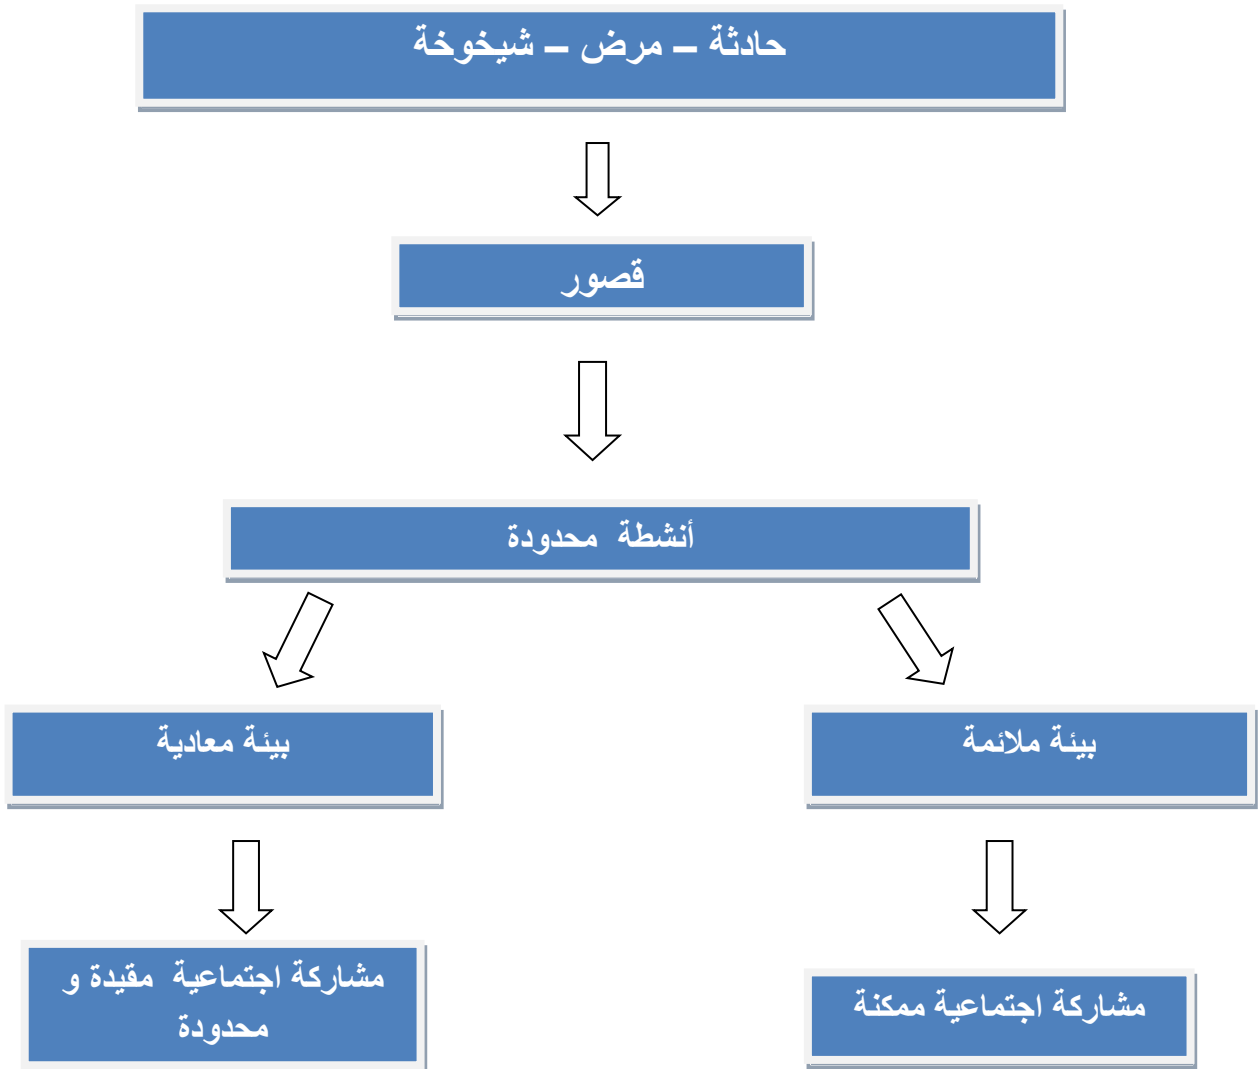 حادثة – مرض – شيخوخة
قصور
أنشطة محدودة
بيئة ملائمة
بيئة معادية
مشاركة اجتماعية ممكنة
مشاركة اجتماعية مقيدة و
محدودة